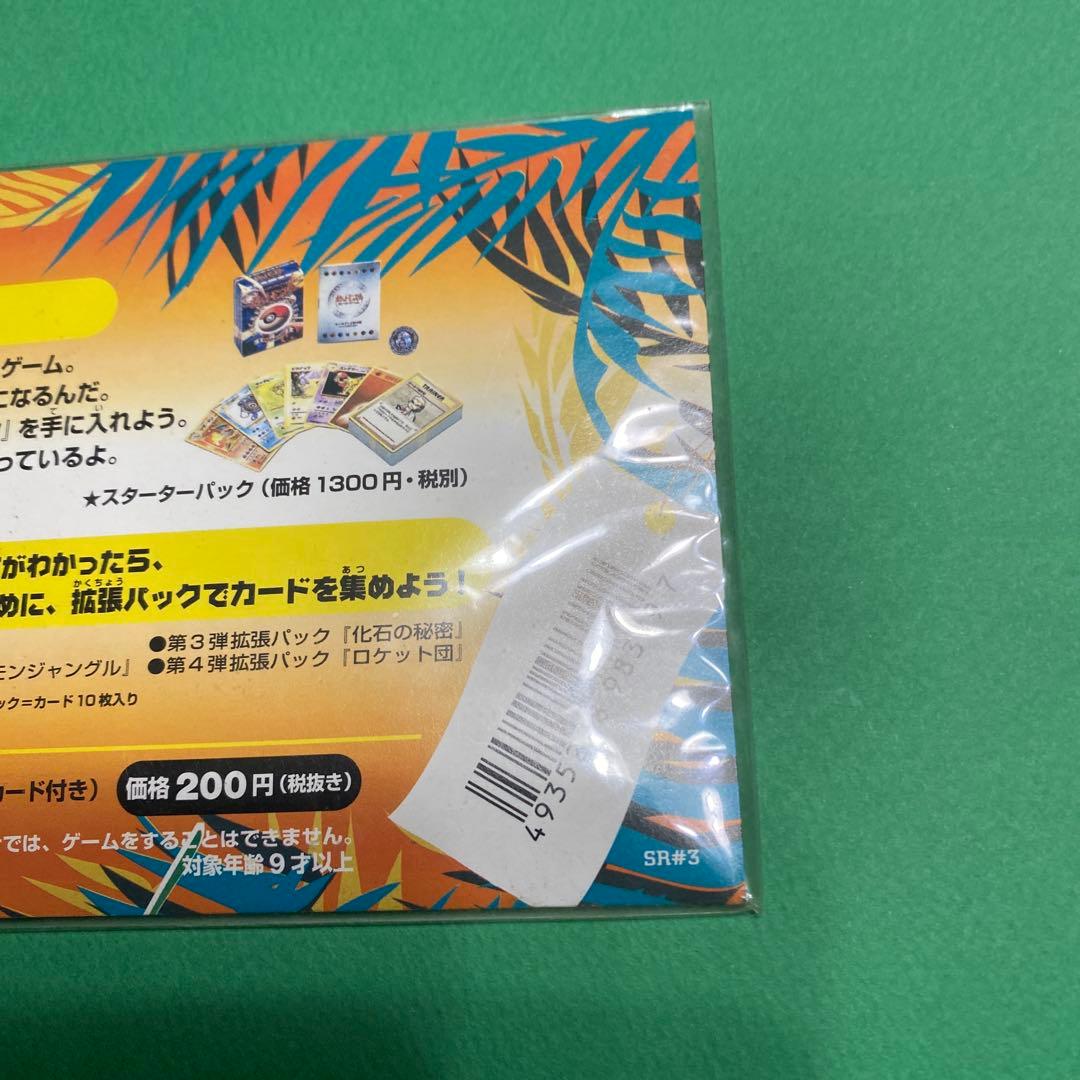 ゲーム。
になるんだ。
』を手に入れよう。
っているよ。
TRAINER
★スターターパック（価格1300円・税別）
がわかったら、
めに、拡張パックでカードを集めよう！
●第3弾拡張パック『化石の秘密』
モンジャングル』 ●第4弾拡張パック『ロケット団』
ック=カード10枚入り
カード付き） 価格200円（税抜き）
では、ゲームをすることはできません。
対象年齢9才以上
SR#3